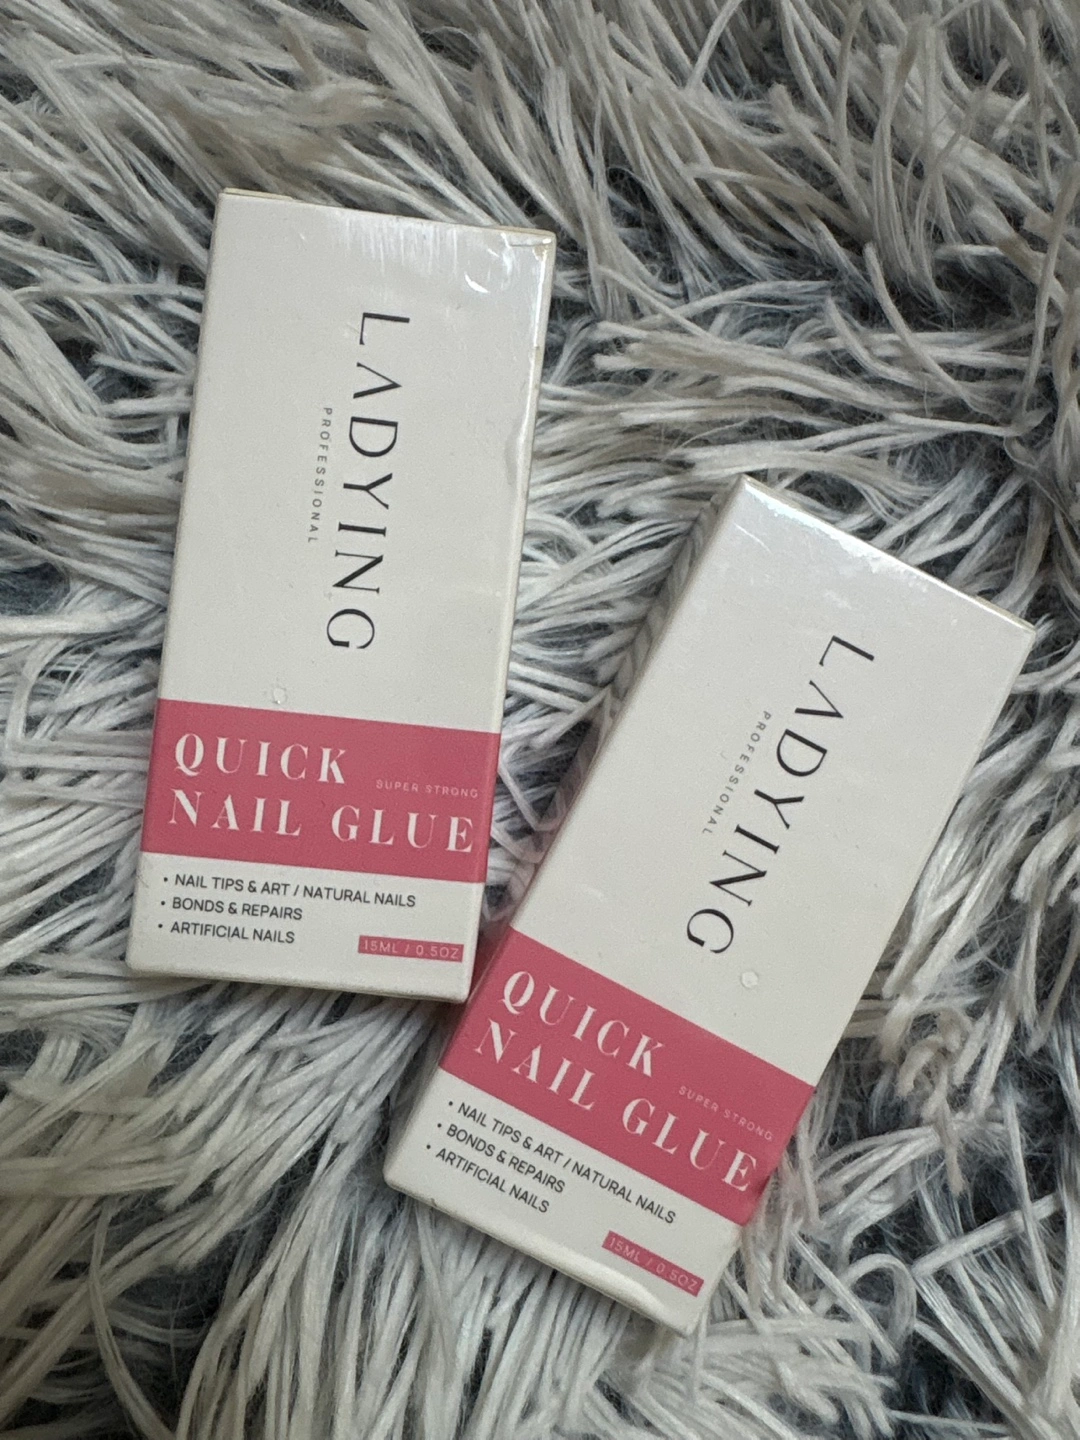 LADYING
PROFESSIONAL
QUICK
SUPER STRONG
NAIL GLUE
• NAIL TIPS & ART / NATURAL NAILS
• BONDS & REPAIRS
• ARTIFICIAL NAILS
15ML / 0.5OZ
LADYING
PROFESSIONAL
QUICK
SUPER STRONG
NAIL GLUE
• NAIL TIPS & ART / NATURAL NAILS
• BONDS & REPAIRS
• ARTIFICIAL NAILS
15ML / 0.5OZ